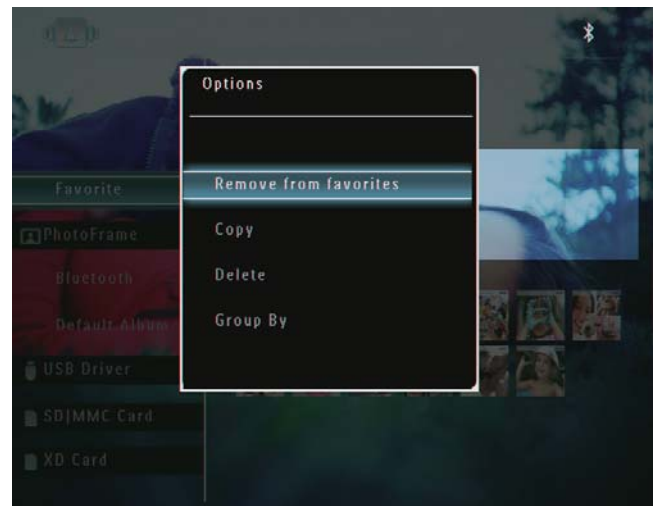 Options
Remove from favorites
Copy
Delete
Group By
Favorite
PhotoFrame
Bluetooth
Default Album
USB Driver
SD|MMC Card
XD Card